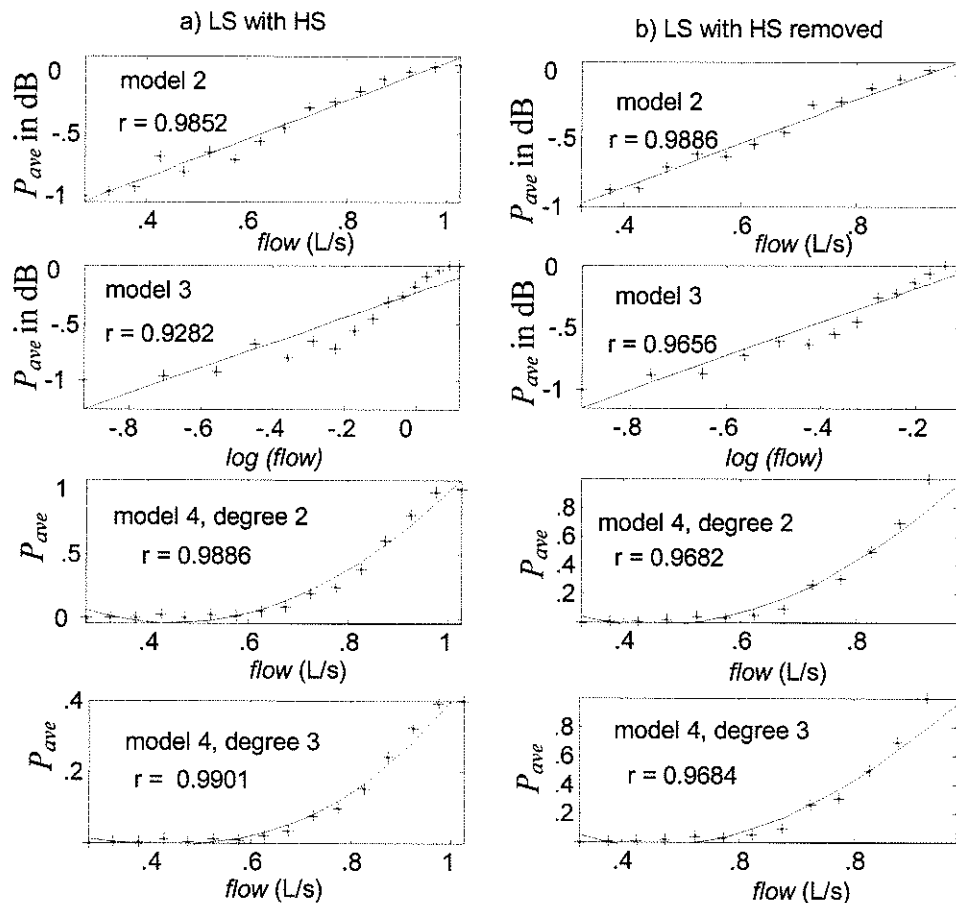 a) LS with HS
b) LS with HS removed
P_ave in dB
0
-.5
-1
model 2
r = 0.9852
.4 .6 .8 1
flow (L/s)
P_ave in dB
0
-.5
-1
model 2
r = 0.9886
.4 .6 .8
flow (L/s)
P_ave in dB
0
-.5
-1
model 3
r = 0.9282
-.8 -.6 -.4 -.2 0
log (flow)
P_ave in dB
0
-.5
-1
model 3
r = 0.9656
-.8 -.6 -.4 -.2
log (flow)
P_ave
1
.5
0
model 4, degree 2
r = 0.9886
.4 .6 .8 1
flow (L/s)
P_ave
.8
.6
.4
.2
model 4, degree 2
r = 0.9682
.4 .6 .8
flow (L/s)
P_ave
.4
.2
model 4, degree 3
r = 0.9901
.4 .6 .8 1
flow (L/s)
P_ave
.8
.6
.4
.2
model 4, degree 3
r = 0.9684
.4 .6 .8
flow (L/s)